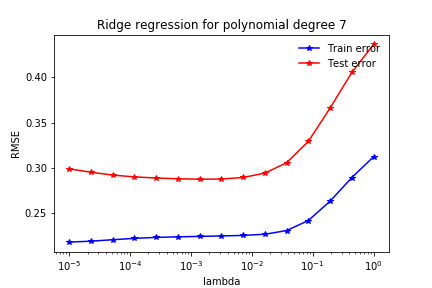 Ridge regression for polynomial degree 7
Train error
Test error
RMSE
0.40
0.35
0.30
0.25
10⁻⁵ 10⁻⁴ 10⁻³ 10⁻² 10⁻¹ 10⁰
lambda